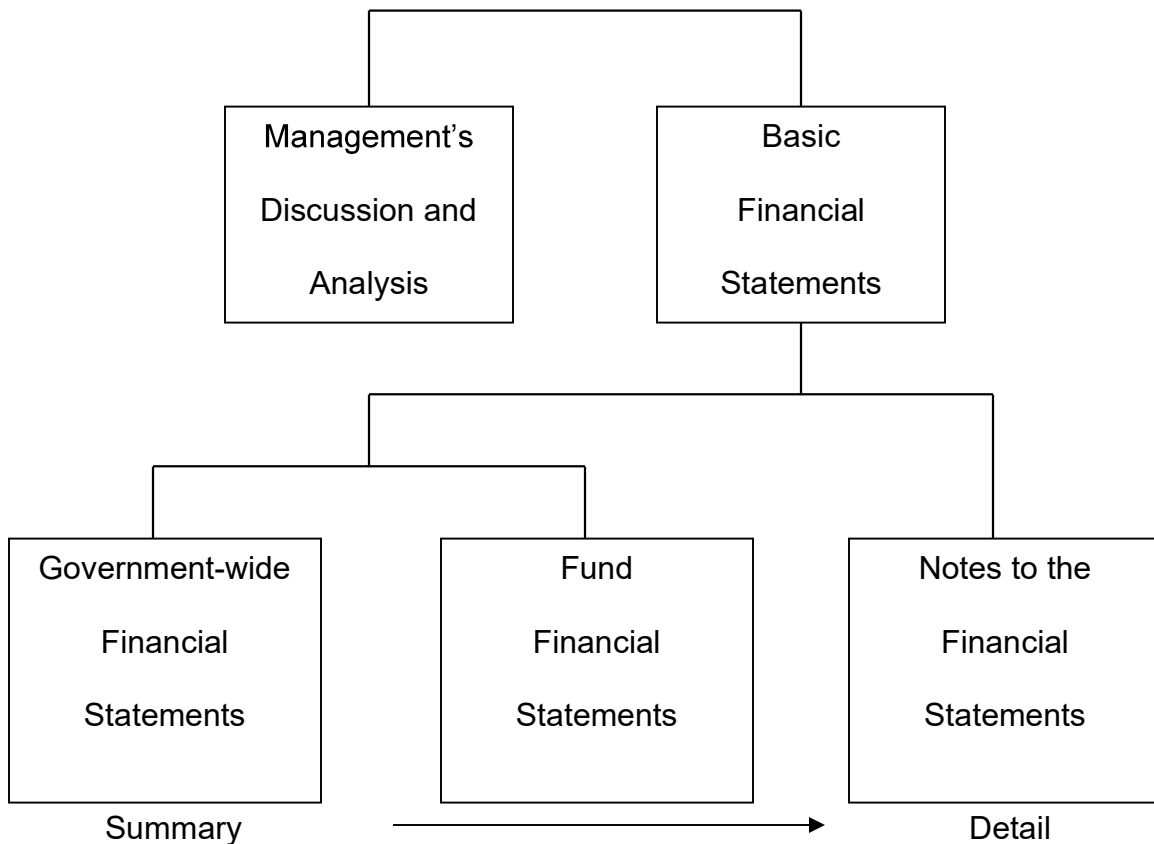 Management’s
Discussion and
Analysis
Basic
Financial
Statements
Government-wide
Financial
Statements
Fund
Financial
Statements
Notes to the
Financial
Statements
Summary
Detail